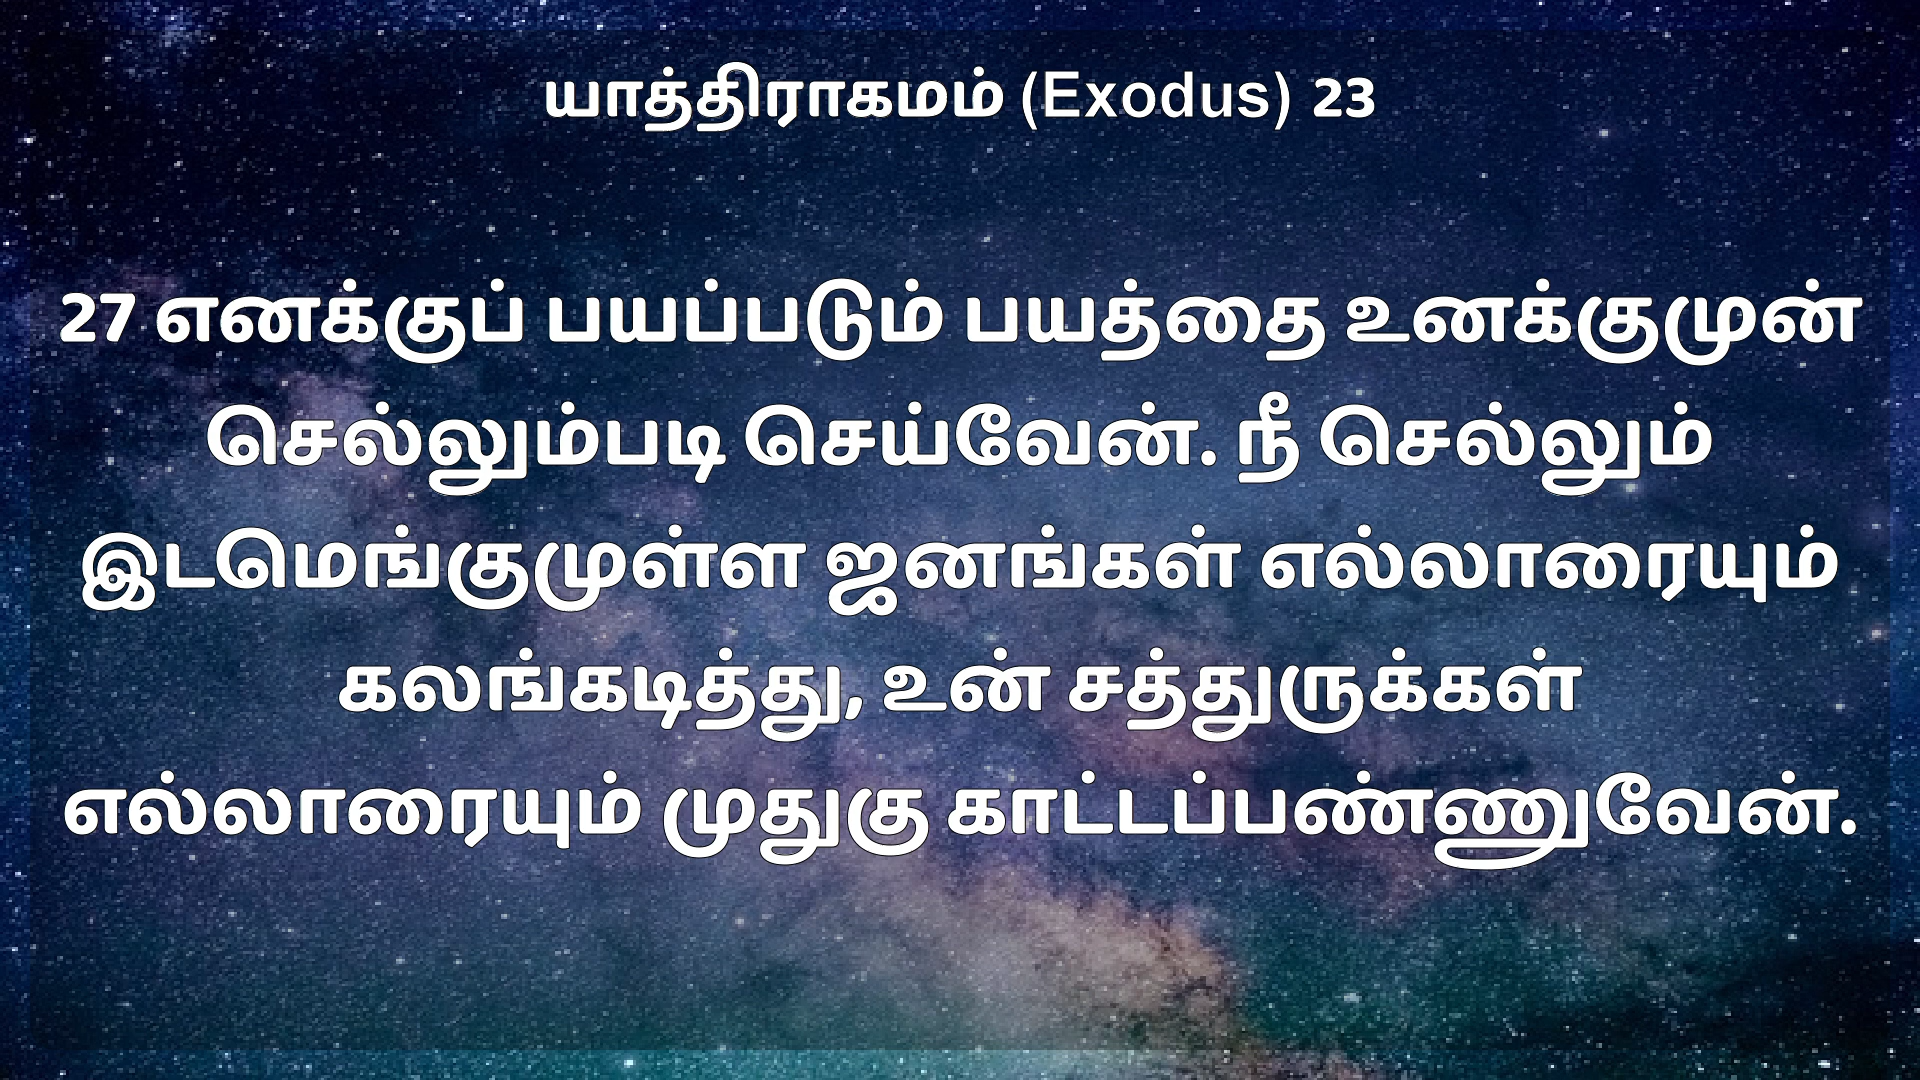 யாத்திராகமம் (Exodus) 23
27 எனக்குப் பயப்படும் பயத்தை உனக்குமுன்
செல்லும்படி செய்வேன். நீ செல்லும்
இடமெங்குமுள்ள ஜனங்கள் எல்லாரையும்
கலங்கடித்து, உன் சத்துருக்கள்
எல்லாரையும் முதுகு காட்டப்பண்ணுவேன்.